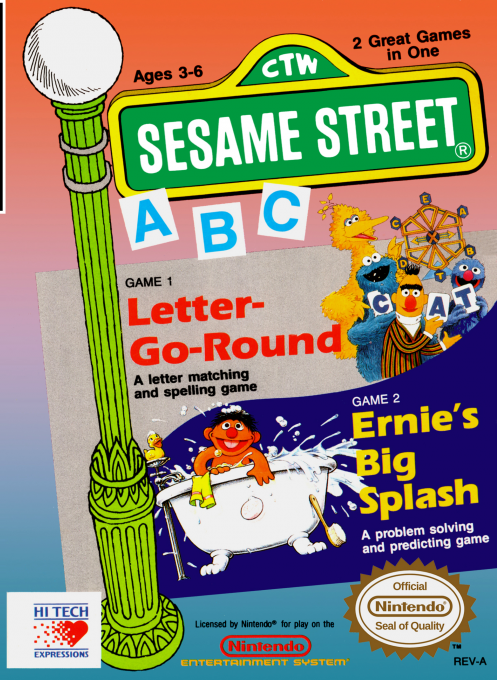 Ages 3-6
2 Great Games
in One
CTW
SESAME STREET®
A B C
GAME 1
Letter-
Go-Round
A letter matching
and spelling game
C A T
GAME 2
Ernie's
Big
Splash
A problem solving
and predicting game
HI TECH
EXPRESSIONS
Licensed by Nintendo® for play on the
Nintendo
ENTERTAINMENT SYSTEM™
Official
Nintendo®
Seal of Quality
TM
REV-A